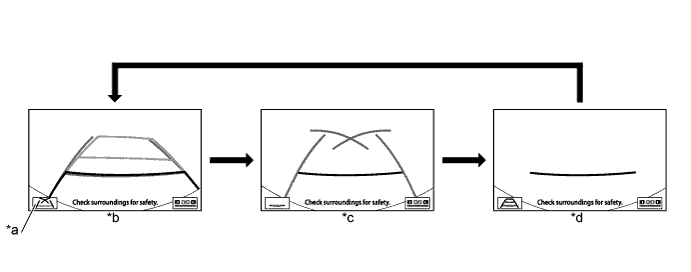 Check surroundings for safety.
Check surroundings for safety.
Check surroundings for safety.
*a
*b
*c
*d